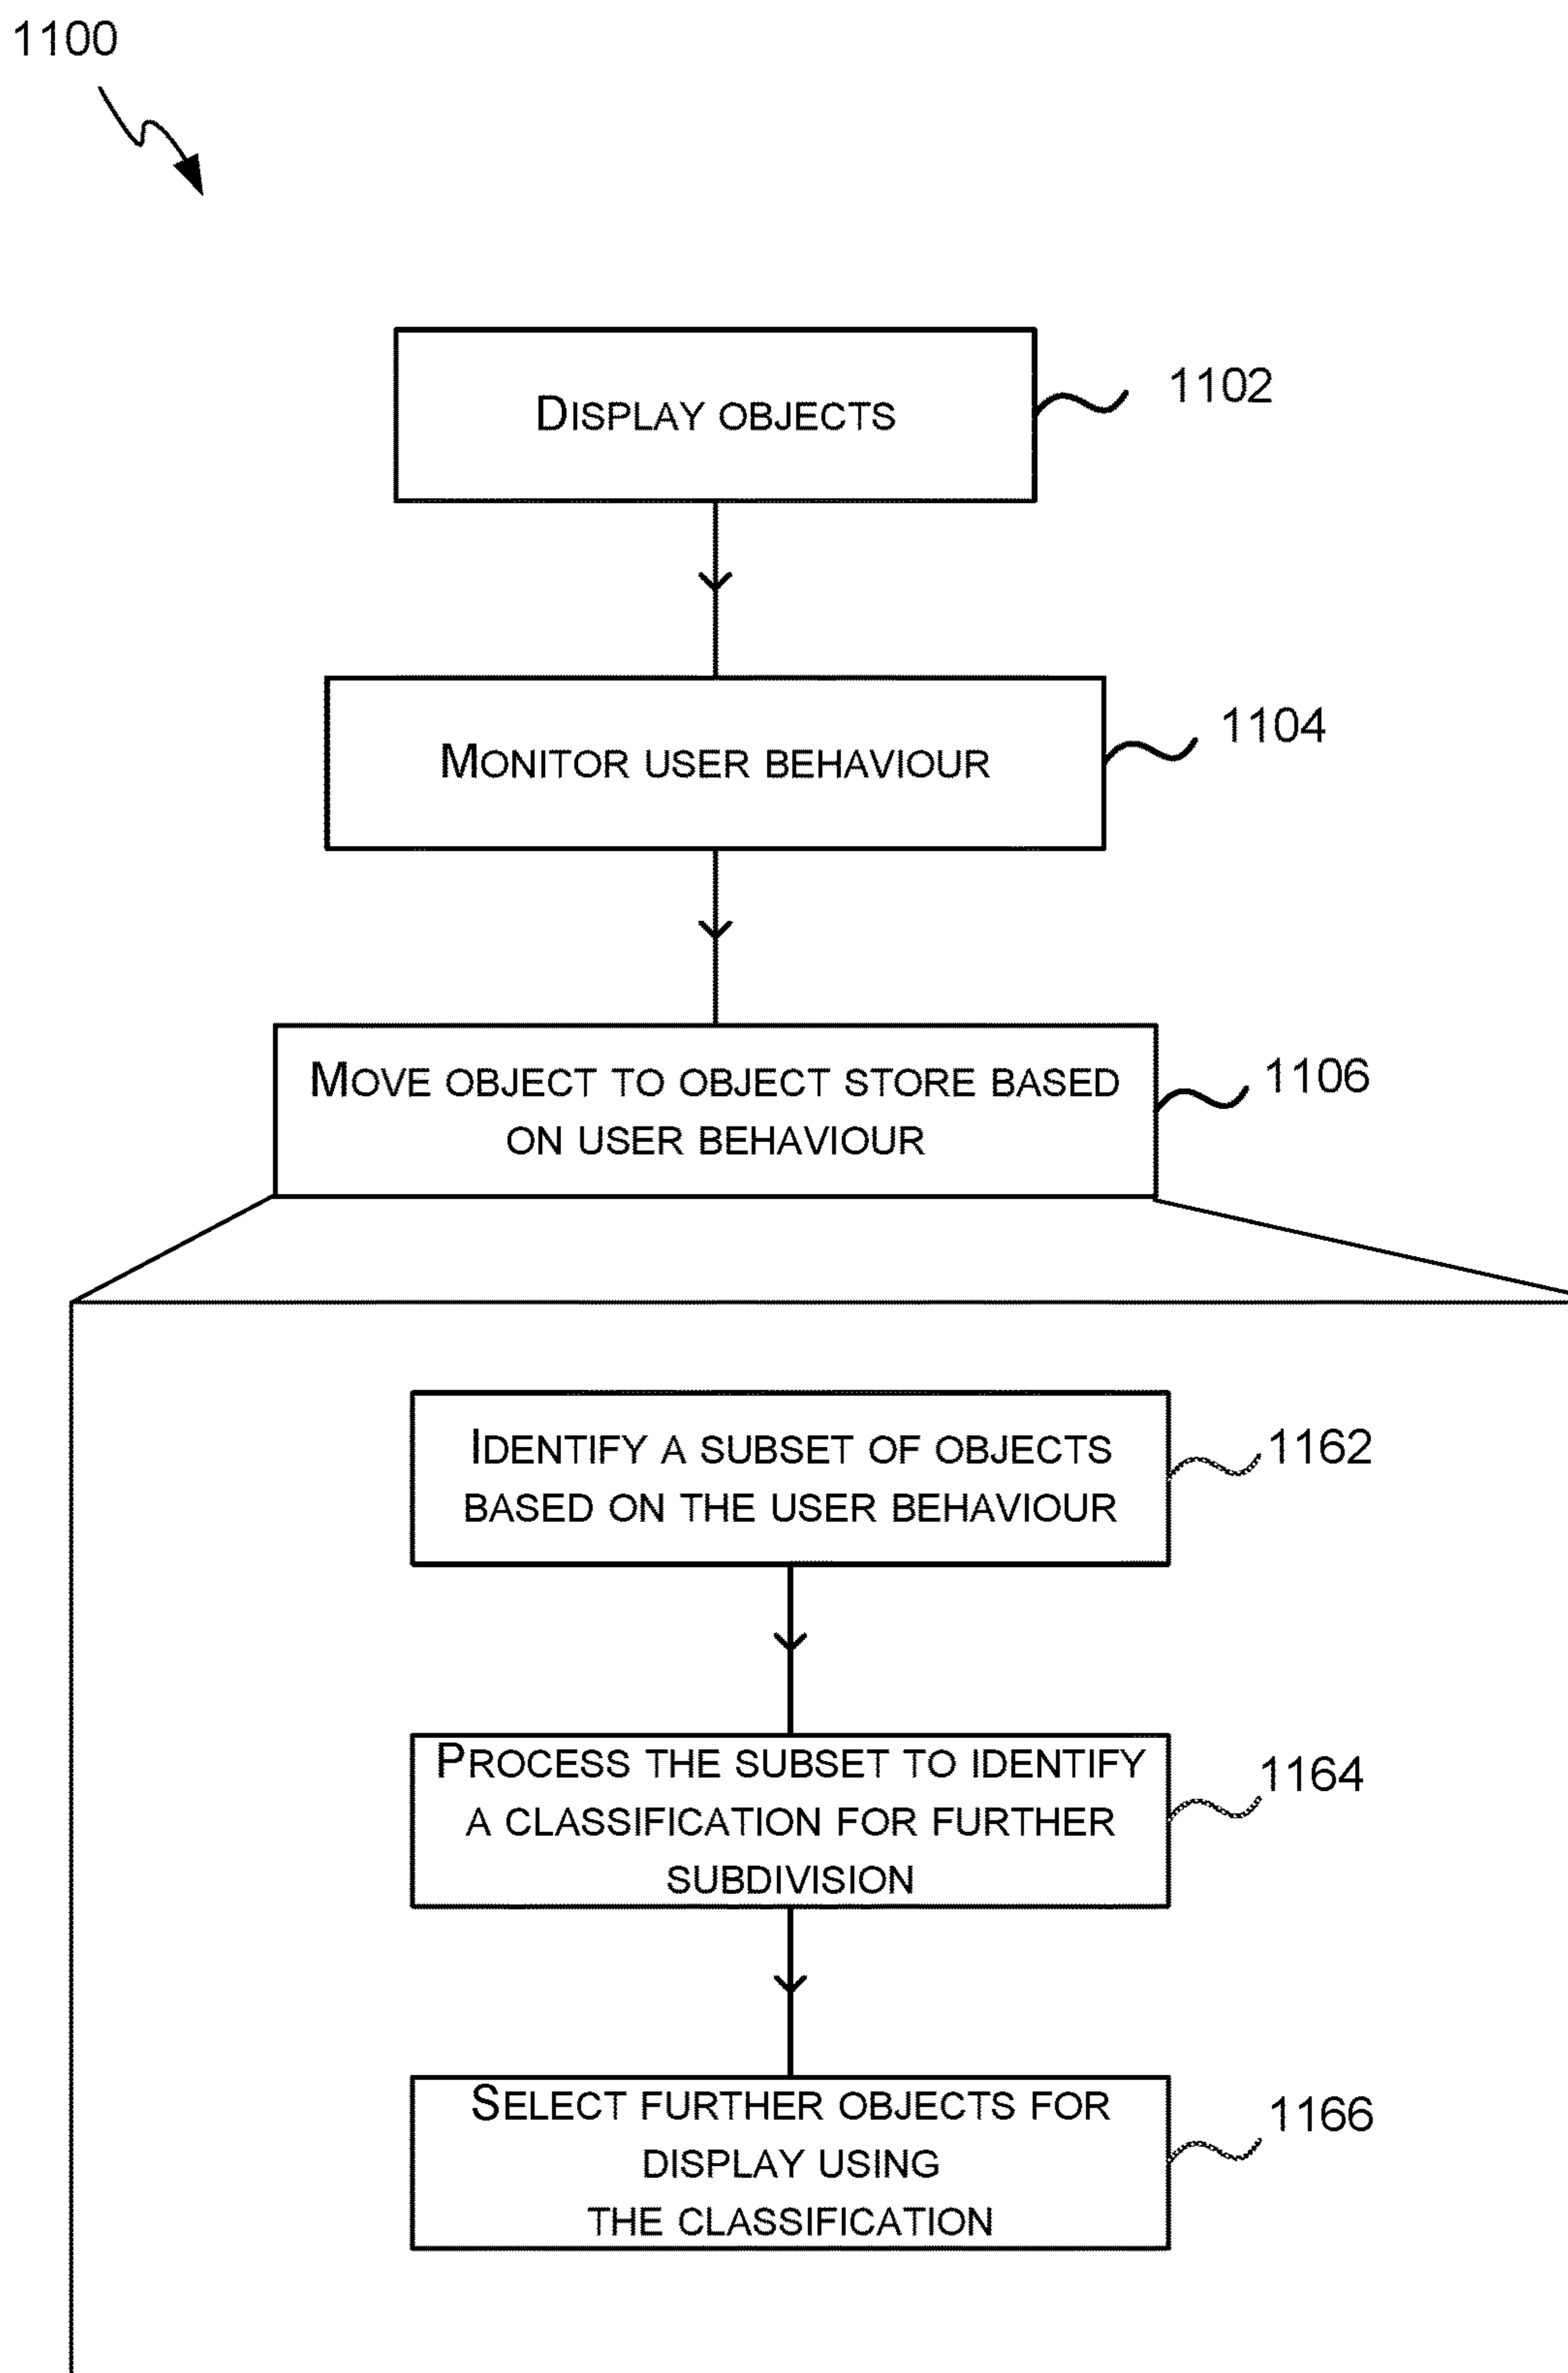 1100
DISPLAY OBJECTS
1102
MONITOR USER BEHAVIOUR
1104
MOVE OBJECT TO OBJECT STORE BASED
ON USER BEHAVIOUR
1106
IDENTIFY A SUBSET OF OBJECTS
BASED ON THE USER BEHAVIOUR
1162
PROCESS THE SUBSET TO IDENTIFY
A CLASSIFICATION FOR FURTHER
SUBDIVISION
1164
SELECT FURTHER OBJECTS FOR
DISPLAY USING
THE CLASSIFICATION
1166